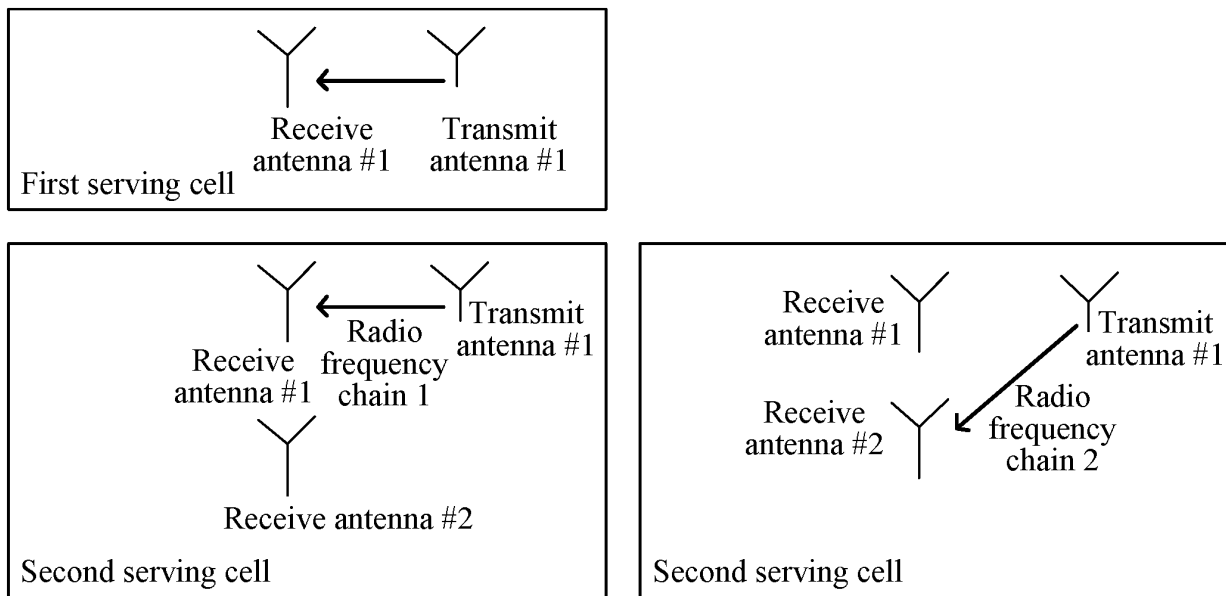 Receive
antenna #1
Transmit
antenna #1
First serving cell
Transmit
antenna #1
Radio
frequency
chain 1
Receive
antenna #1
Receive antenna #2
Second serving cell
Receive
antenna #1
Transmit
antenna #1
Receive
antenna #2
Radio
frequency
chain 2
Second serving cell